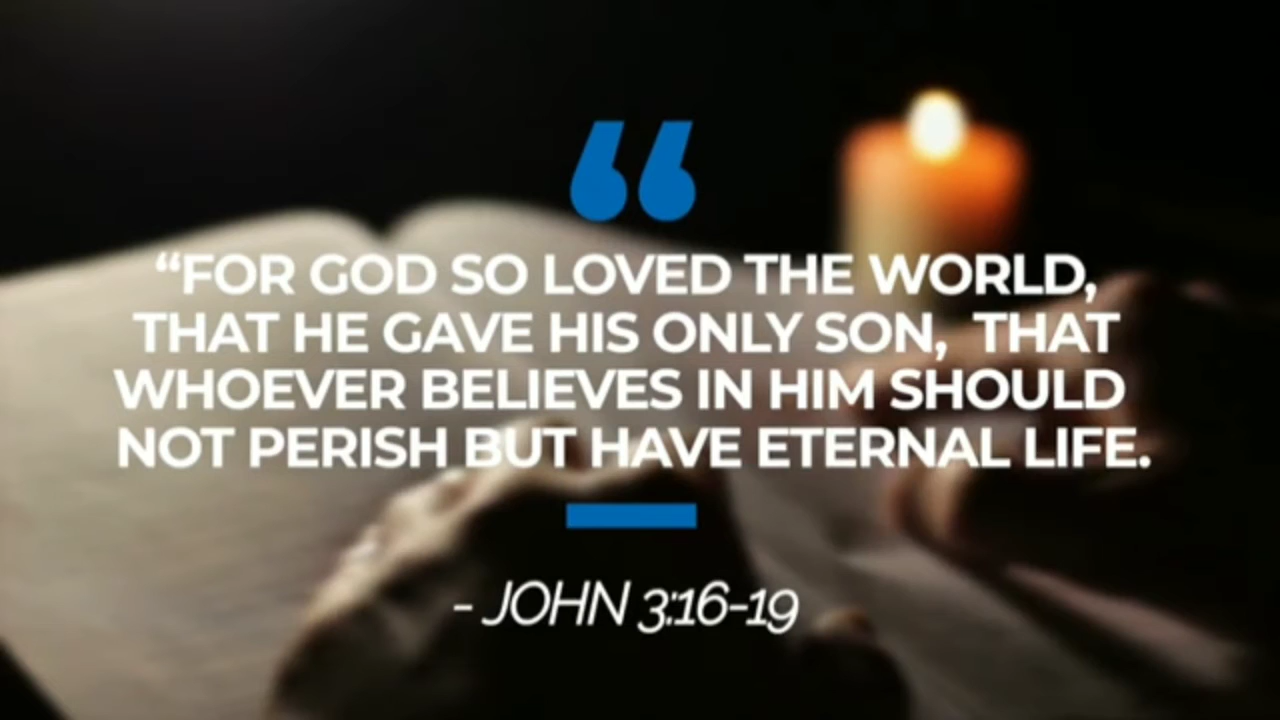 “
“FOR GOD SO LOVED THE WORLD,
THAT HE GAVE HIS ONLY SON, THAT
WHOEVER BELIEVES IN HIM SHOULD
NOT PERISH BUT HAVE ETERNAL LIFE.
- JOHN 3:16-19